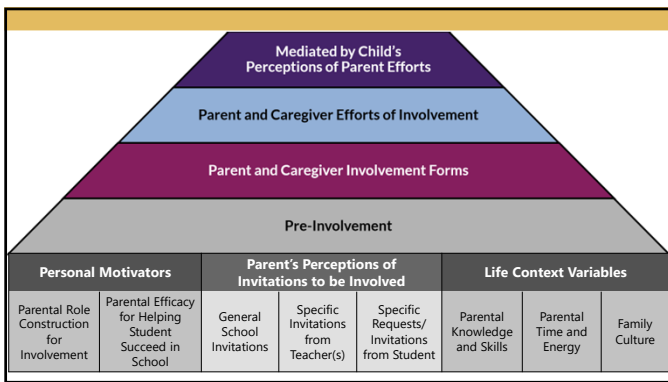 Mediated by Child's
Perceptions of Parent Efforts
Parent and Caregiver Efforts of Involvement
Parent and Caregiver Involvement Forms
Pre-Involvement
Personal Motivators
Parent's Perceptions of
Invitations to be Involved
Life Context Variables
Parental Role
Construction
for
Involvement
Parental Efficacy
for Helping
Student
Succeed in
School
General
School
Invitations
Specific
Invitations
from
Teacher(s)
Specific
Requests/
Invitations
from Student
Parental
Knowledge
and Skills
Parental
Time and
Energy
Family
Culture